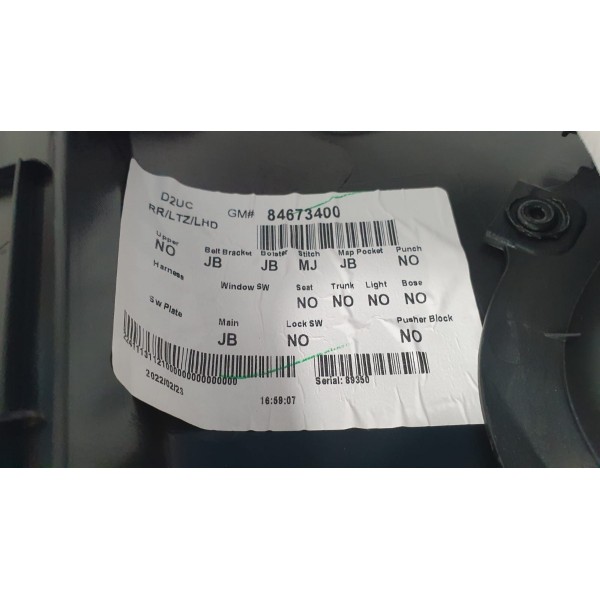 D2UC
RR/LTZ/LHD GM# 84673400
Upper Belt Bracket Bolster Stitch Map Pocket Punch
NO JB JB MJ JB NO
Harness Window SW Seat Trunk Light Bose
NO NO NO NO
Sw Plate Main Lock SW Pusher Block
JB NO NO
Serial: 89350
2022/02/23 16:59:07